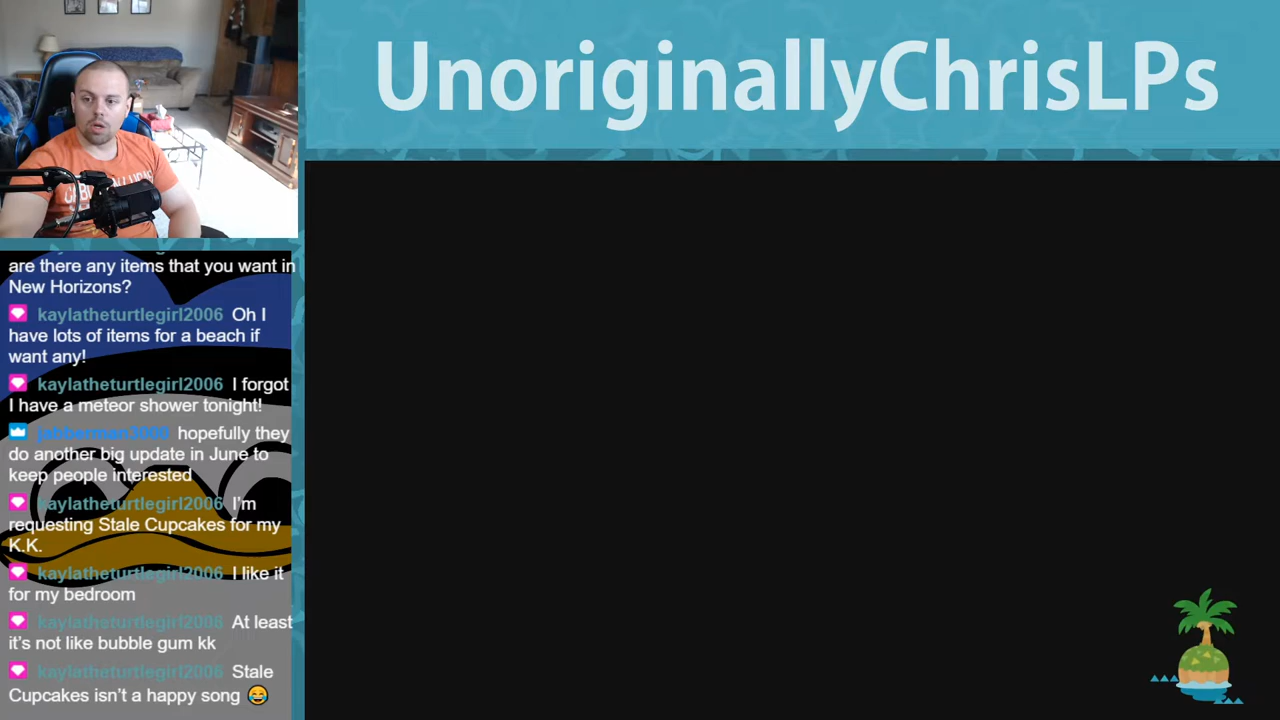 UnoriginallyChrisLPs
are there any items that you want in
New Horizons?
kaylatheturtlegirl2006 Oh I
have lots of items for a beach if
want any!
kaylatheturtlegirl2006 I forgot
I have a meteor shower tonight!
jabberman3000 hopefully they
do another big update in June to
keep people interested
kaylatheturtlegirl2006 I’m
requesting Stale Cupcakes for my
K.K.
kaylatheturtlegirl2006 I like it
for my bedroom
kaylatheturtlegirl2006 At least
it’s not like bubble gum kk
kaylatheturtlegirl2006 Stale
Cupcakes isn’t a happy song 😂